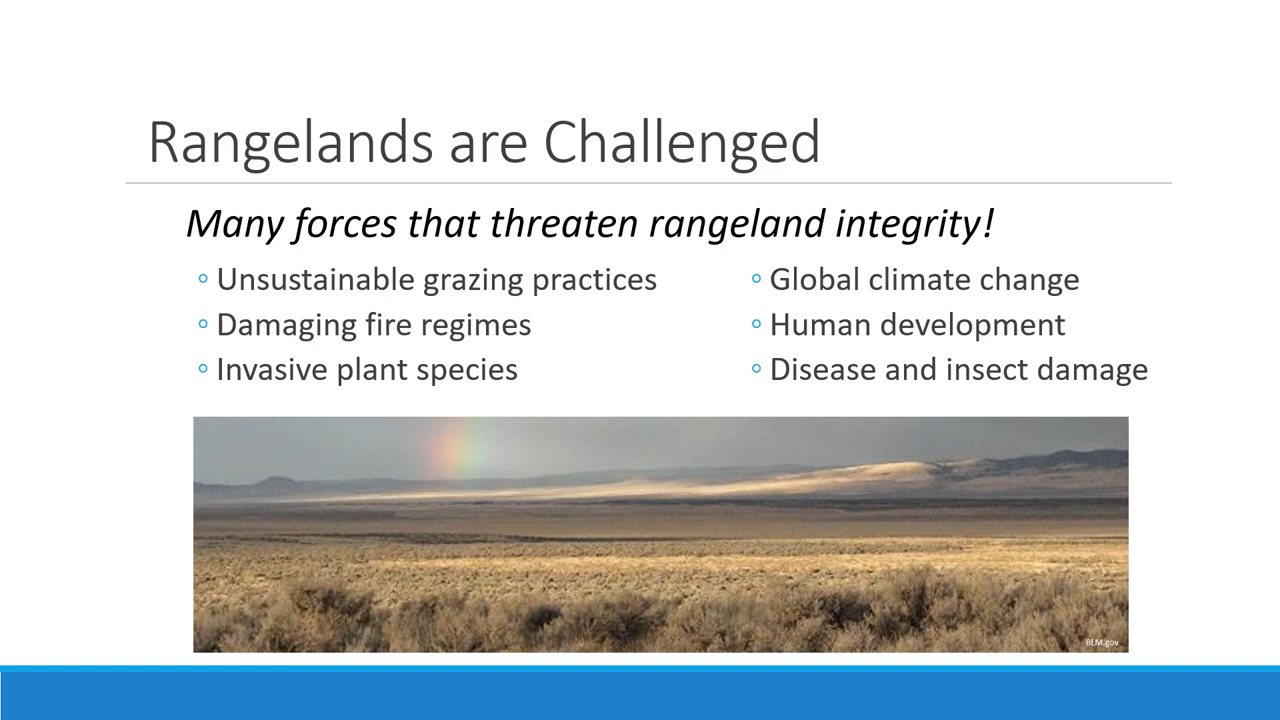 Rangelands are Challenged
Many forces that threaten rangeland integrity!
◦ Unsustainable grazing practices
◦ Damaging fire regimes
◦ Invasive plant species
◦ Global climate change
◦ Human development
◦ Disease and insect damage
BLM.gov